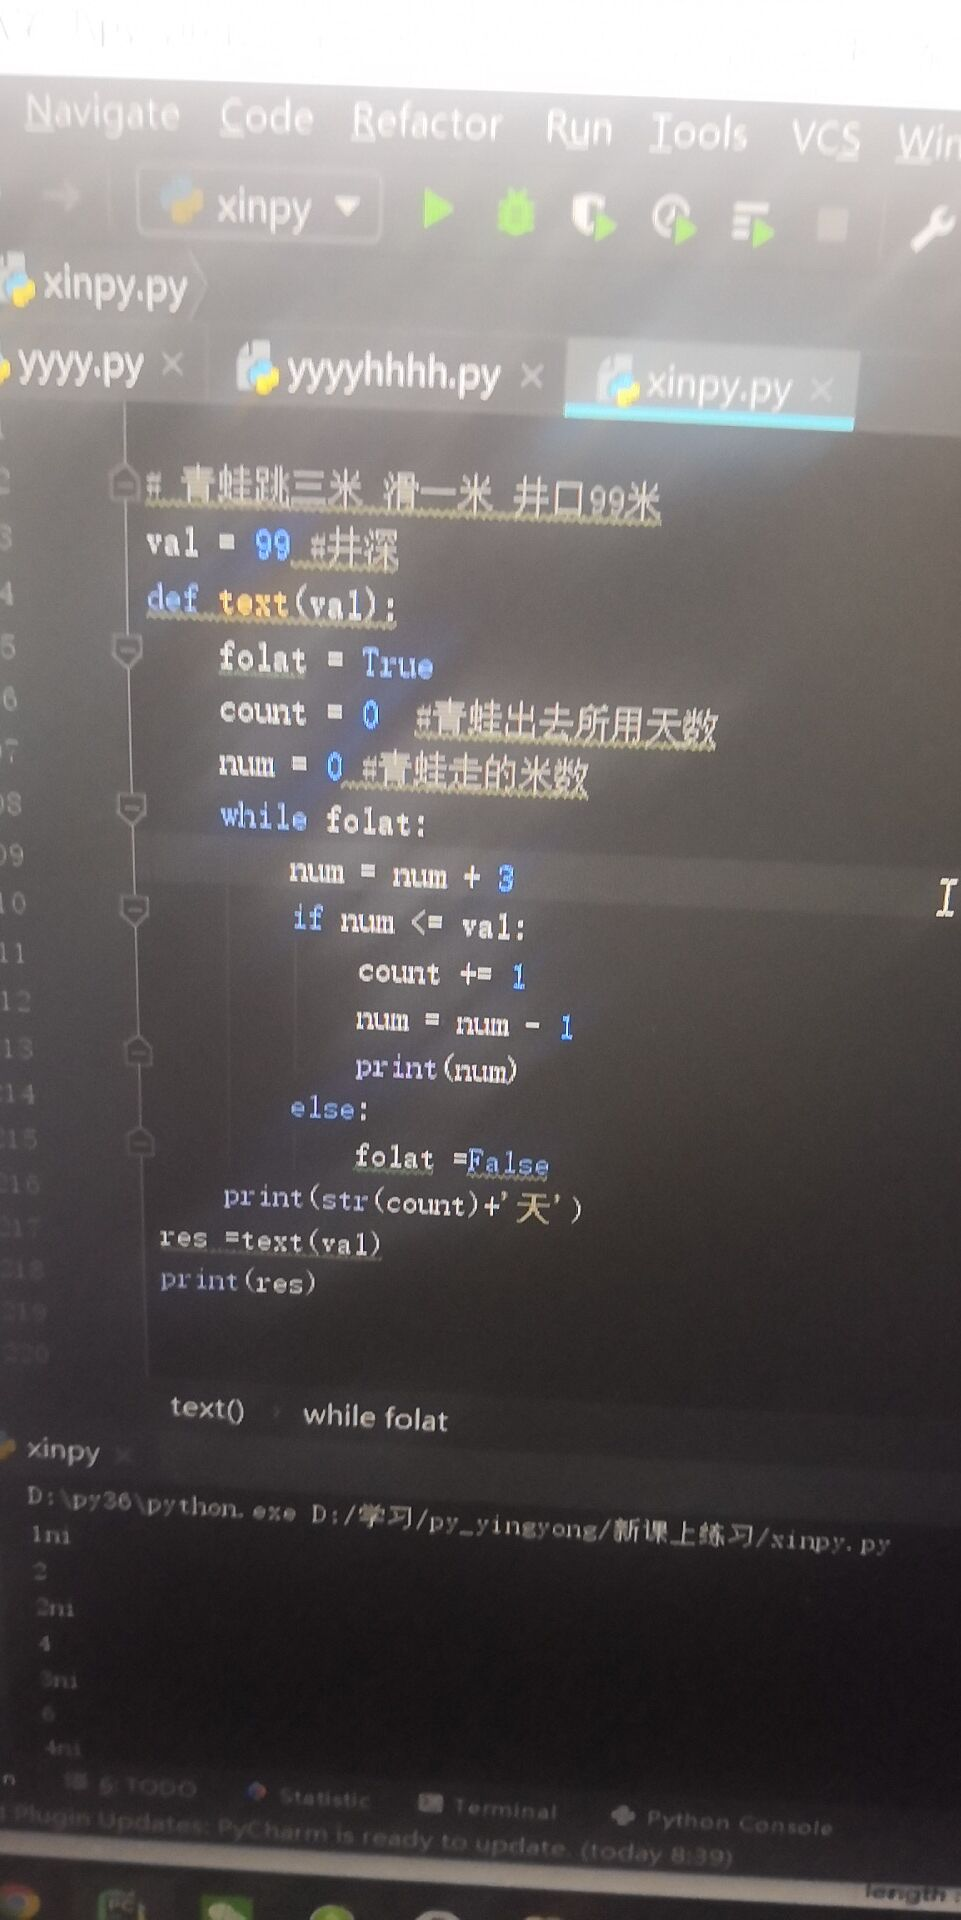 Navigate Code Refactor Run Tools VCS Win
xinpy
xinpy.py
yyyy.py yyyyhhhh.py xinpy.py
# 青蛙跳三米 滑一米 井口99米
val = 99 #井深
def text(val):
folat = True
count = 0 #青蛙出去所用天数
num = 0 #青蛙走的米数
while folat:
num = num + 3
if num <= val:
count += 1
num = num - 1
print(num)
else:
folat =False
print(str(count)+'天')
res =text(val)
print(res)
text() while folat
xinpy
D:\py36\python.exe D:/学习/py_yingyong/新课上练习/xinpy.py
1ni
2
2ni
4
3ni
6
4ni
6: TODO Statistic Terminal Python Console
Plugin Updates: PyCharm is ready to update. (today 8:39)
length